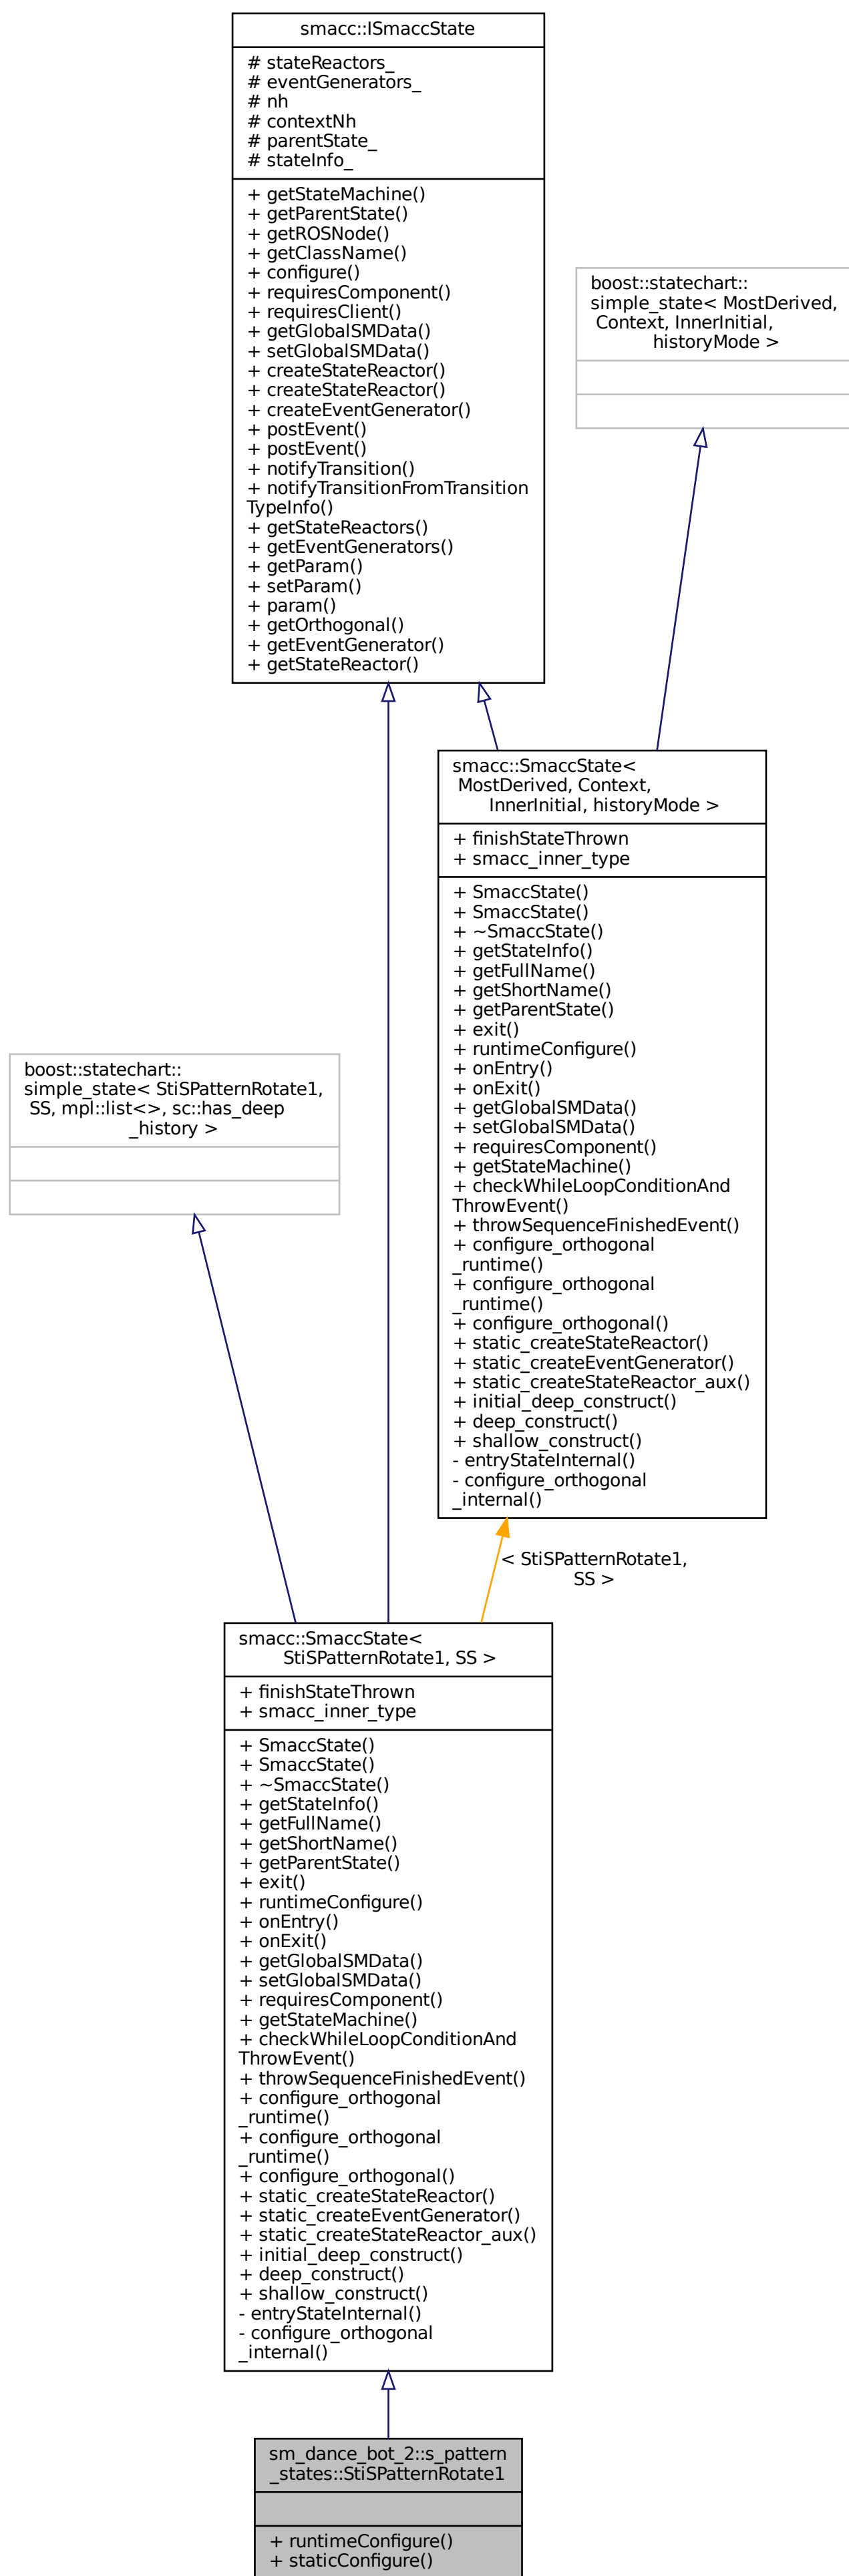 smacc::ISmaccState
# stateReactors_
# eventGenerators_
# nh
# contextNh
# parentState_
# stateInfo_
+ getStateMachine()
+ getParentState()
+ getROSNode()
+ getClassName()
+ configure()
+ requiresComponent()
+ requiresClient()
+ getGlobalSMData()
+ setGlobalSMData()
+ createStateReactor()
+ createStateReactor()
+ createEventGenerator()
+ postEvent()
+ postEvent()
+ notifyTransition()
+ notifyTransitionFromTransition
TypeInfo()
+ getStateReactors()
+ getEventGenerators()
+ getParam()
+ setParam()
+ param()
+ getOrthogonal()
+ getEventGenerator()
+ getStateReactor()
boost::statechart::
simple_state< MostDerived,
Context, InnerInitial,
historyMode >
smacc::SmaccState<
MostDerived, Context,
InnerInitial, historyMode >
+ finishStateThrown
+ smacc_inner_type
+ SmaccState()
+ SmaccState()
+ ~SmaccState()
+ getStateInfo()
+ getFullName()
+ getShortName()
+ getParentState()
+ exit()
+ runtimeConfigure()
+ onEntry()
+ onExit()
+ getGlobalSMData()
+ setGlobalSMData()
+ requiresComponent()
+ getStateMachine()
+ checkWhileLoopConditionAnd
ThrowEvent()
+ throwSequenceFinishedEvent()
+ configure_orthogonal
_runtime()
+ configure_orthogonal
_runtime()
+ configure_orthogonal()
+ static_createStateReactor()
+ static_createEventGenerator()
+ static_createStateReactor_aux()
+ initial_deep_construct()
+ deep_construct()
+ shallow_construct()
- entryStateInternal()
- configure_orthogonal
_internal()
boost::statechart::
simple_state< StiSPatternRotate1,
SS, mpl::list<>, sc::has_deep
_history >
< StiSPatternRotate1,
SS >
smacc::SmaccState<
StiSPatternRotate1, SS >
+ finishStateThrown
+ smacc_inner_type
+ SmaccState()
+ SmaccState()
+ ~SmaccState()
+ getStateInfo()
+ getFullName()
+ getShortName()
+ getParentState()
+ exit()
+ runtimeConfigure()
+ onEntry()
+ onExit()
+ getGlobalSMData()
+ setGlobalSMData()
+ requiresComponent()
+ getStateMachine()
+ checkWhileLoopConditionAnd
ThrowEvent()
+ throwSequenceFinishedEvent()
+ configure_orthogonal
_runtime()
+ configure_orthogonal
_runtime()
+ configure_orthogonal()
+ static_createStateReactor()
+ static_createEventGenerator()
+ static_createStateReactor_aux()
+ initial_deep_construct()
+ deep_construct()
+ shallow_construct()
- entryStateInternal()
- configure_orthogonal
_internal()
sm_dance_bot_2::s_pattern
_states::StiSPatternRotate1
+ runtimeConfigure()
+ staticConfigure()